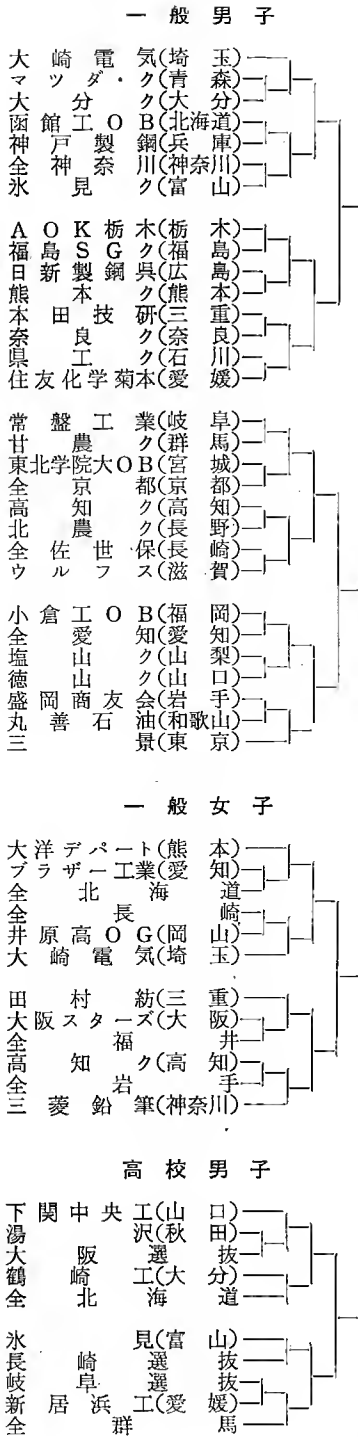 一般男子
大崎電気(埼玉)
マツダ・ク(青森)
大分ク(大分)
函館工OB(北海道)
神戸製鋼(兵庫)
全神奈川(神奈川)
氷見ク(富山)
AOK栃木(栃木)
福島SGク(福島)
日新製鋼呉(広島)
熊本ク(熊本)
本田技研(三重)
奈良ク(奈良)
県工ク(石川)
住友化学菊本(愛媛)
常盤工業(岐阜)
甘農ク(群馬)
東北学院大OB(宮城)
全京都(京都)
高知ク(高知)
北農ク(長野)
全佐世保(長崎)
ウルフス(滋賀)
小倉工OB(福岡)
全愛知(愛知)
塩山ク(山梨)
徳山ク(山口)
盛岡商友会(岩手)
丸善石油(和歌山)
三景(東京)
一般女子
大洋デパート(熊本)
ブラザー工業(愛知)
全北海道
全長崎
井原高OG(岡山)
大崎電気(埼玉)
田村紡(三重)
大阪スターズ(大阪)
全福井
高知ク(高知)
全岩手
三菱鉛筆(神奈川)
高校男子
下関中央工(山口)
湯沢(秋田)
大阪選抜
鶴崎工(大分)
全北海道
氷見(富山)
長崎選抜
岐阜選抜
新居浜工(愛媛)
全群馬